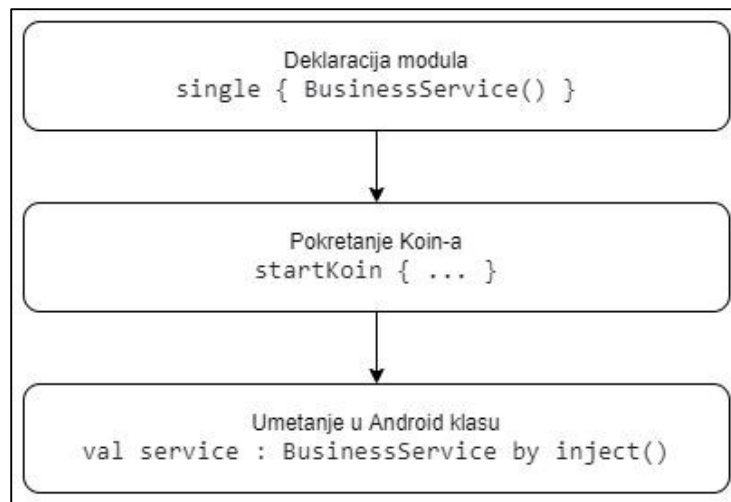 Deklaracija modula
single { BusinessService() }
Pokretanje Koin-a
startKoin { ... }
Umetanje u Android klasu
val service : BusinessService by inject()